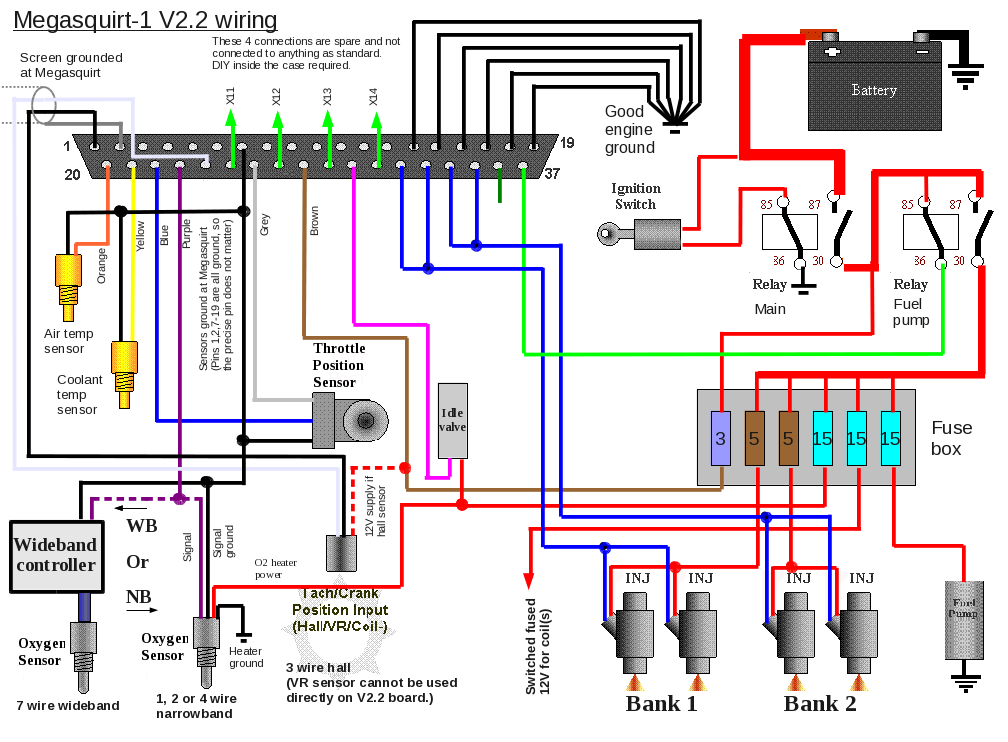 Megasquirt-1 V2.2 wiring
These 4 connections are spare and not
connected to anything as standard.
DIY inside the case required.
Screen grounded
at Megasquirt
X11
X12
X13
X14
1
19
20
37
Good
engine
ground
Battery
Ignition
Switch
85
87
86
30
Relay
Main
85
87
86
30
Relay
Fuel
pump
Orange
Yellow
Blue
Purple
Sensors ground at Megasquirt
(Pins 1,2,7-19 are all ground, so
the precise pin does not matter)
Grey
Brown
Air temp
sensor
Coolant
temp
sensor
Throttle
Position
Sensor
Idle
valve
3
5
5
15
15
15
Fuse
box
12V supply if
hall sensor
Wideband
controller
WB
Or
NB
Signal
Signal
ground
O2 heater
power
Tach/Crank
Position Input
(Hall/VR/Coil-)
Heater
ground
Oxygen
Sensor
Oxygen
Sensor
7 wire wideband
1, 2 or 4 wire
narrowband
3 wire hall
(VR sensor cannot be used
directly on V2.2 board.)
Switched fused
12V for coil(s)
INJ
INJ
INJ
INJ
Fuel
Pump
Bank 1
Bank 2